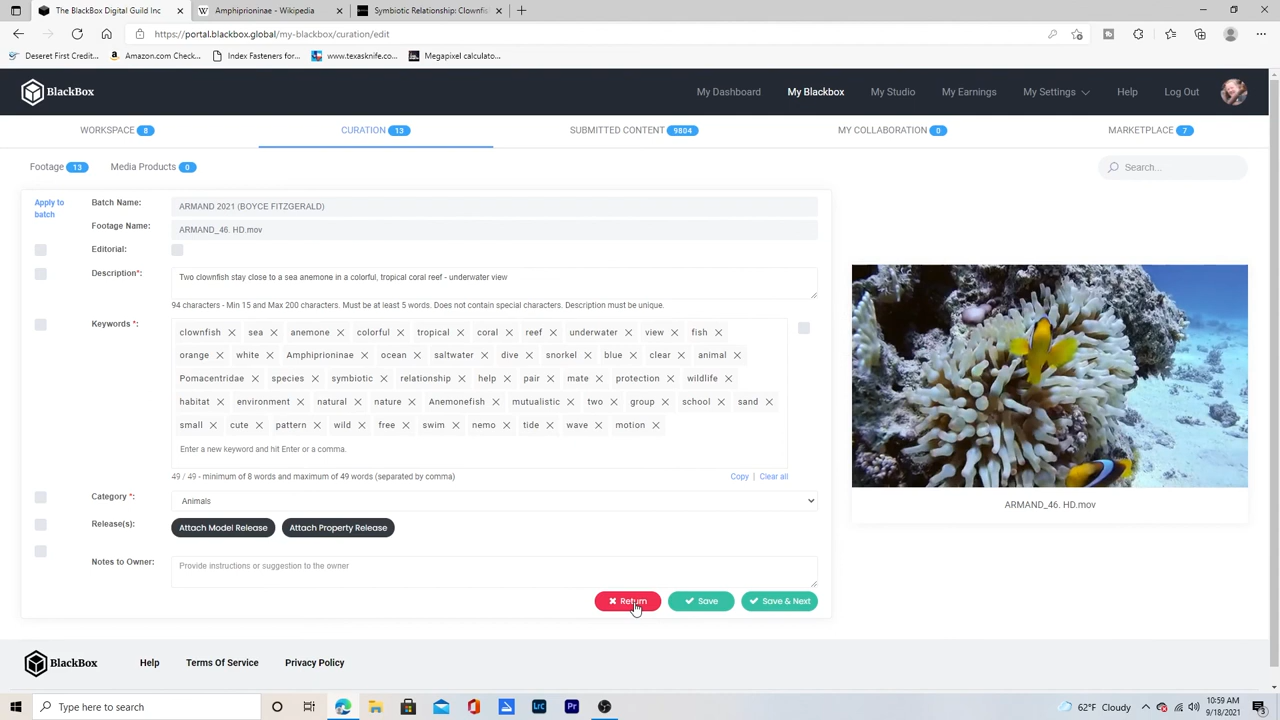 The BlackBox Digital Guild Inc
Amphiprioninae - Wikipedia
Symbiotic Relationship: Clownfis
https://portal.blackbox.global/my-blackbox/curation/edit
Deseret First Credit...
Amazon.com Check...
Index Fasteners for...
www.texasknife.co...
Megapixel calculato...
BlackBox
My Dashboard
My Blackbox
My Studio
My Earnings
My Settings
Help
Log Out
WORKSPACE 8
CURATION 13
SUBMITTED CONTENT 9804
MY COLLABORATION 0
MARKETPLACE 7
Footage 13
Media Products 0
Search...
Apply to
batch
Batch Name:
ARMAND 2021 (BOYCE FITZGERALD)
Footage Name:
ARMAND_46. HD.mov
Editorial:
Description*:
Two clownfish stay close to a sea anemone in a colorful, tropical coral reef - underwater view
94 characters - Min 15 and Max 200 characters. Must be at least 5 words. Does not contain special characters. Description must be unique.
Keywords *:
clownfish sea anemone colorful tropical coral reef underwater view fish
orange white Amphiprioninae ocean saltwater dive snorkel blue clear animal
Pomacentridae species symbiotic relationship help pair mate protection wildlife
habitat environment natural nature Anemonefish mutualistic two group school sand
small cute pattern wild free swim nemo tide wave motion
Enter a new keyword and hit Enter or a comma.
49 / 49 - minimum of 8 words and maximum of 49 words (separated by comma)
Copy | Clear all
Category *:
Animals
Release(s):
Attach Model Release
Attach Property Release
Notes to Owner:
Provide instructions or suggestion to the owner
Return
Save
Save & Next
ARMAND_46. HD.mov
BlackBox
Help
Terms Of Service
Privacy Policy
Type here to search
Lrc
Pr
62°F Cloudy
10:59 AM
9/18/2021
3